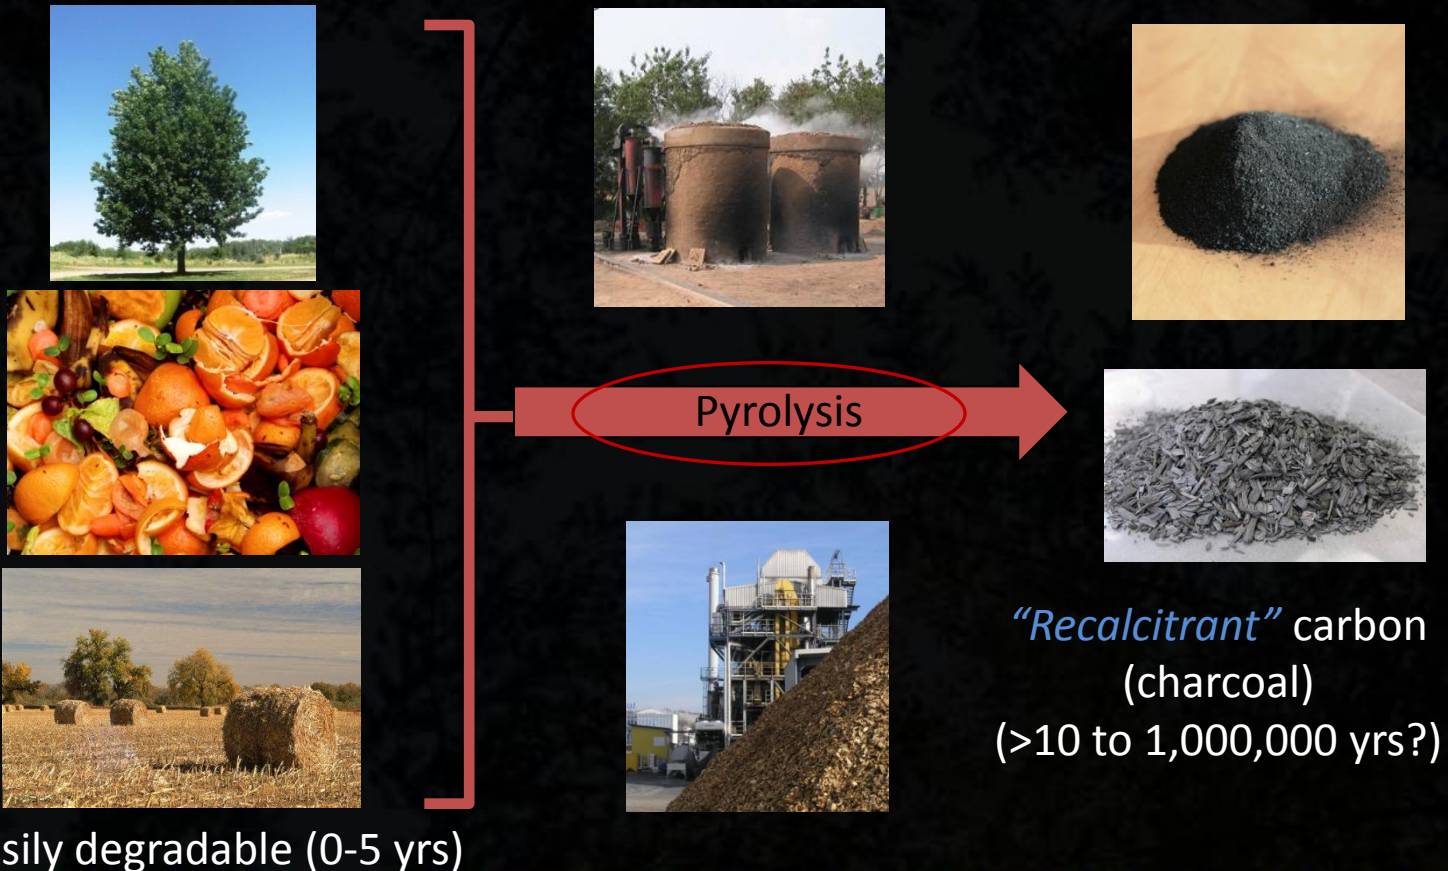 Pyrolysis
“Recalcitrant” carbon
(charcoal)
(>10 to 1,000,000 yrs?)
sily degradable (0-5 yrs)